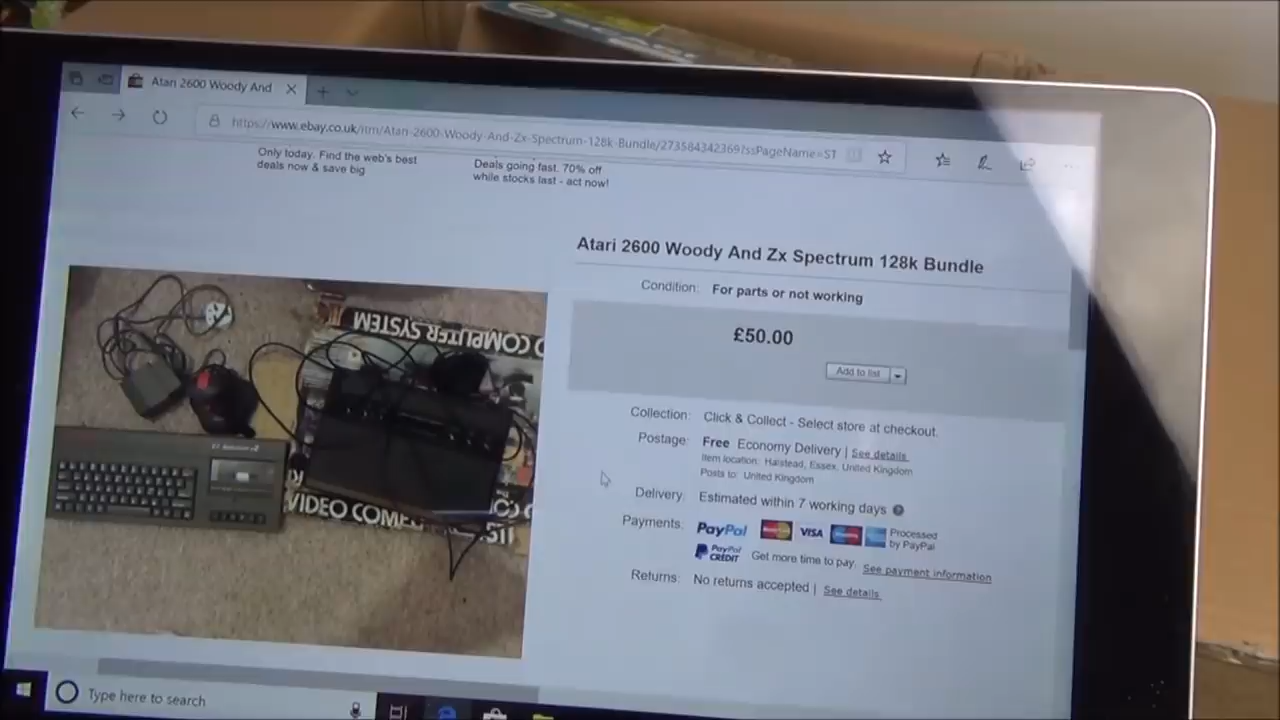 Atari 2600 Woody And
https://www.ebay.co.uk/itm/Atari-2600-Woody-And-Zx-Spectrum-128k-Bundle/273584342369?ssPageName=ST
Only today. Find the web's best
deals now & save big
Deals going fast. 70% off
while stocks last - act now!
Atari 2600 Woody And Zx Spectrum 128k Bundle
Condition: For parts or not working
£50.00
Add to list
Collection: Click & Collect - Select store at checkout.
Postage: Free Economy Delivery | See details
Item location: Halstead, Essex, United Kingdom
Posts to: United Kingdom
Delivery: Estimated within 7 working days
Payments: PayPal VISA Processed
by PayPal
PayPal
CREDIT Get more time to pay. See payment information
Returns: No returns accepted | See details
O COMPUTER SYSTEM
VIDEO COMP
Type here to search